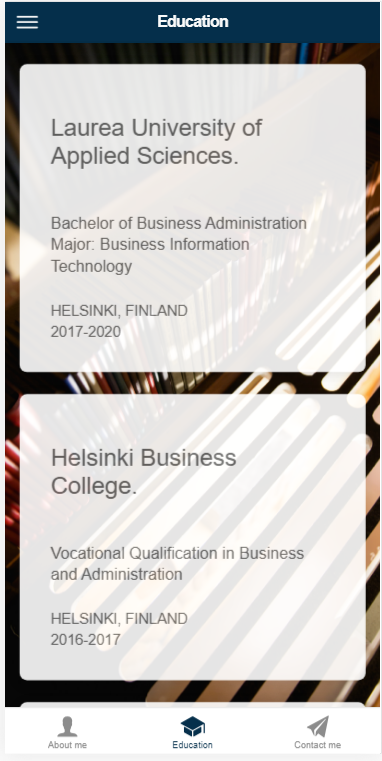 Education
Laurea University of
Applied Sciences.
Bachelor of Business Administration
Major: Business Information
Technology
HELSINKI, FINLAND
2017-2020
Helsinki Business
College.
Vocational Qualification in Business
and Administration
HELSINKI, FINLAND
2016-2017
About me
Education
Contact me